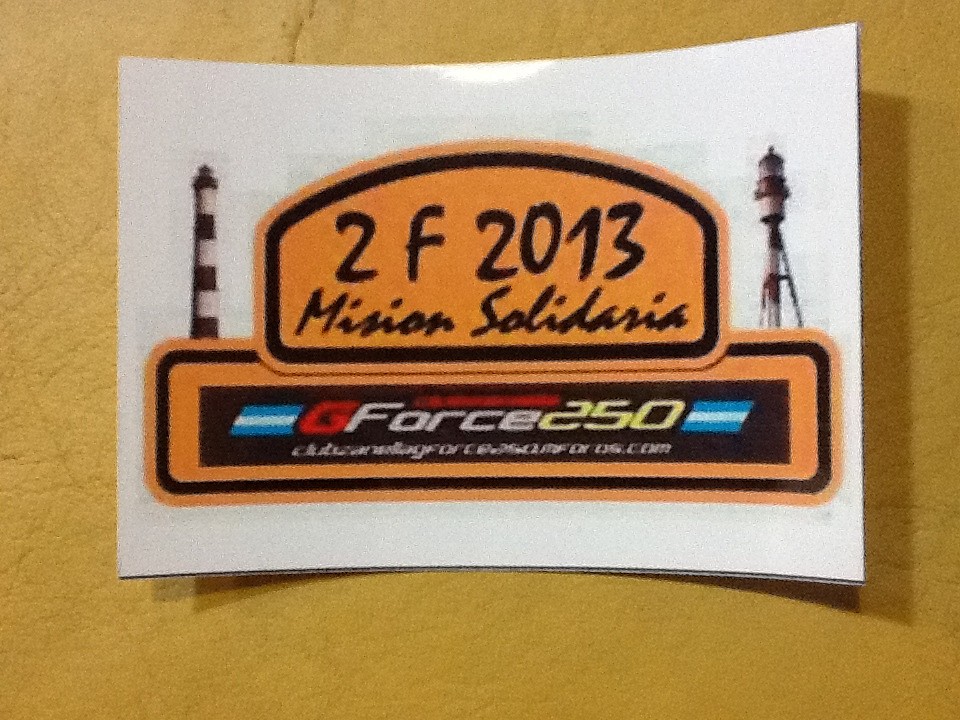 2 F 2013
Mision Solidaria
GForce250
clubzanellagforce250.mforos.com